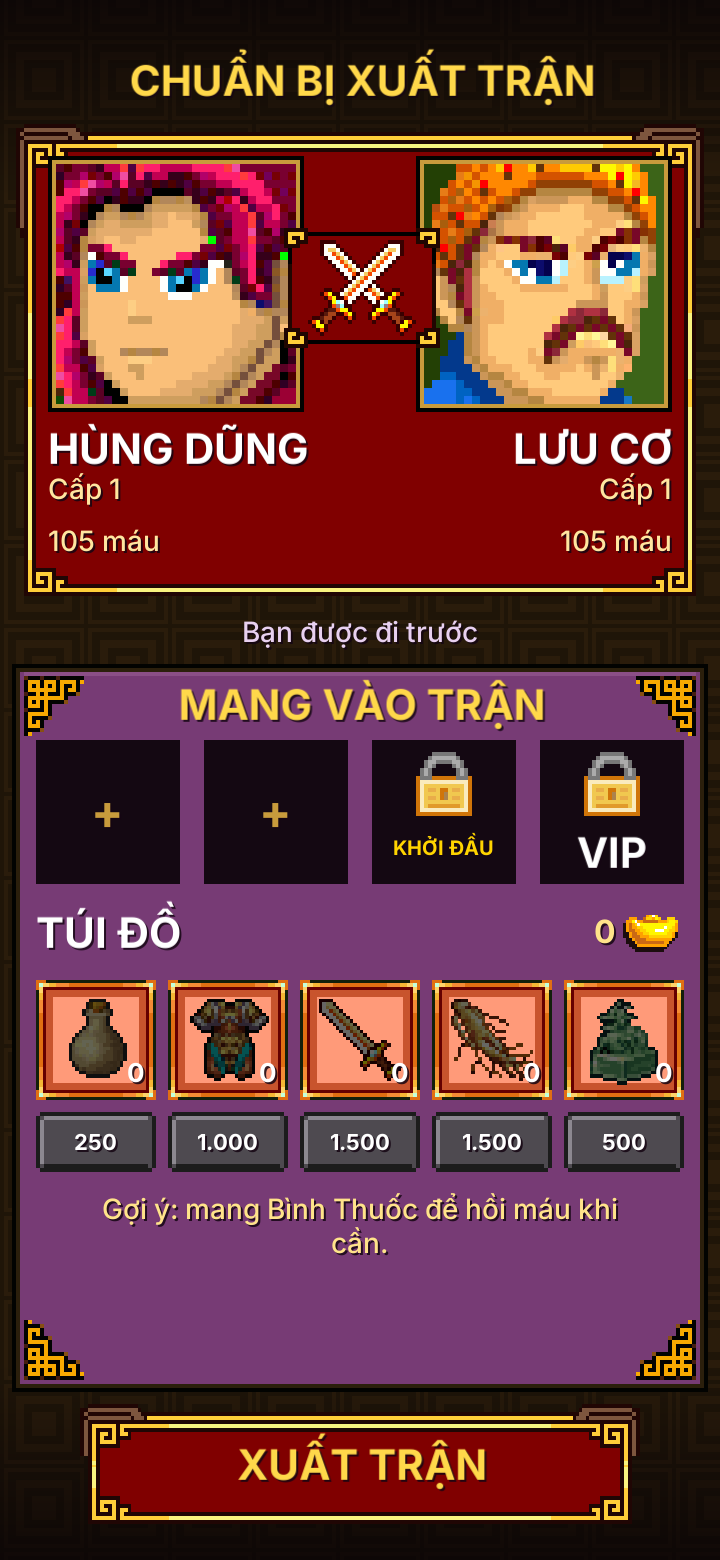 CHUẨN BỊ XUẤT TRẬN
HÙNG DŨNG
LƯU CƠ
Cấp 1
Cấp 1
105 máu
105 máu
Bạn được đi trước
MANG VÀO TRẬN
+
+
KHỞI ĐẦU
VIP
TÚI ĐỒ
0
0
0
0
0
0
250
1.000
1.500
1.500
500
Gợi ý: mang Bình Thuốc để hồi máu khi
cần.
XUẤT TRẬN